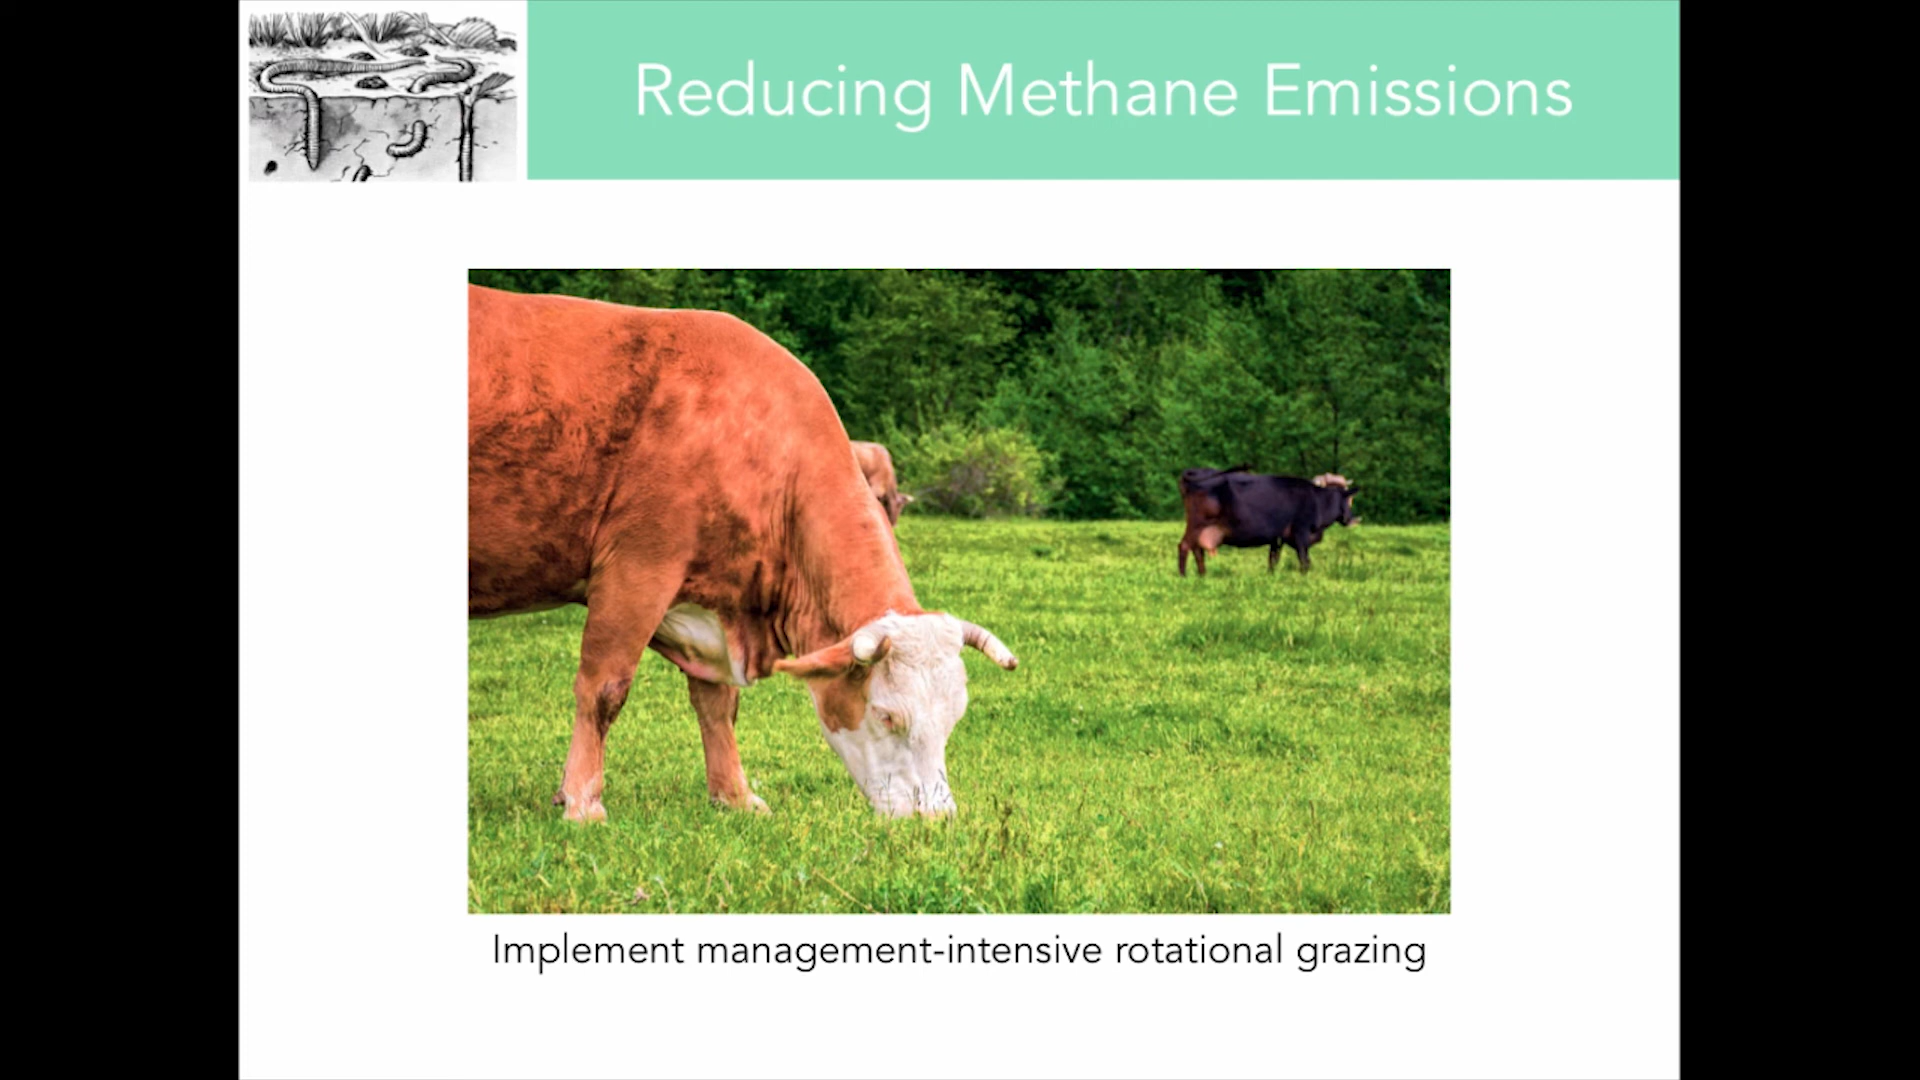 Reducing Methane Emissions
Implement management-intensive rotational grazing